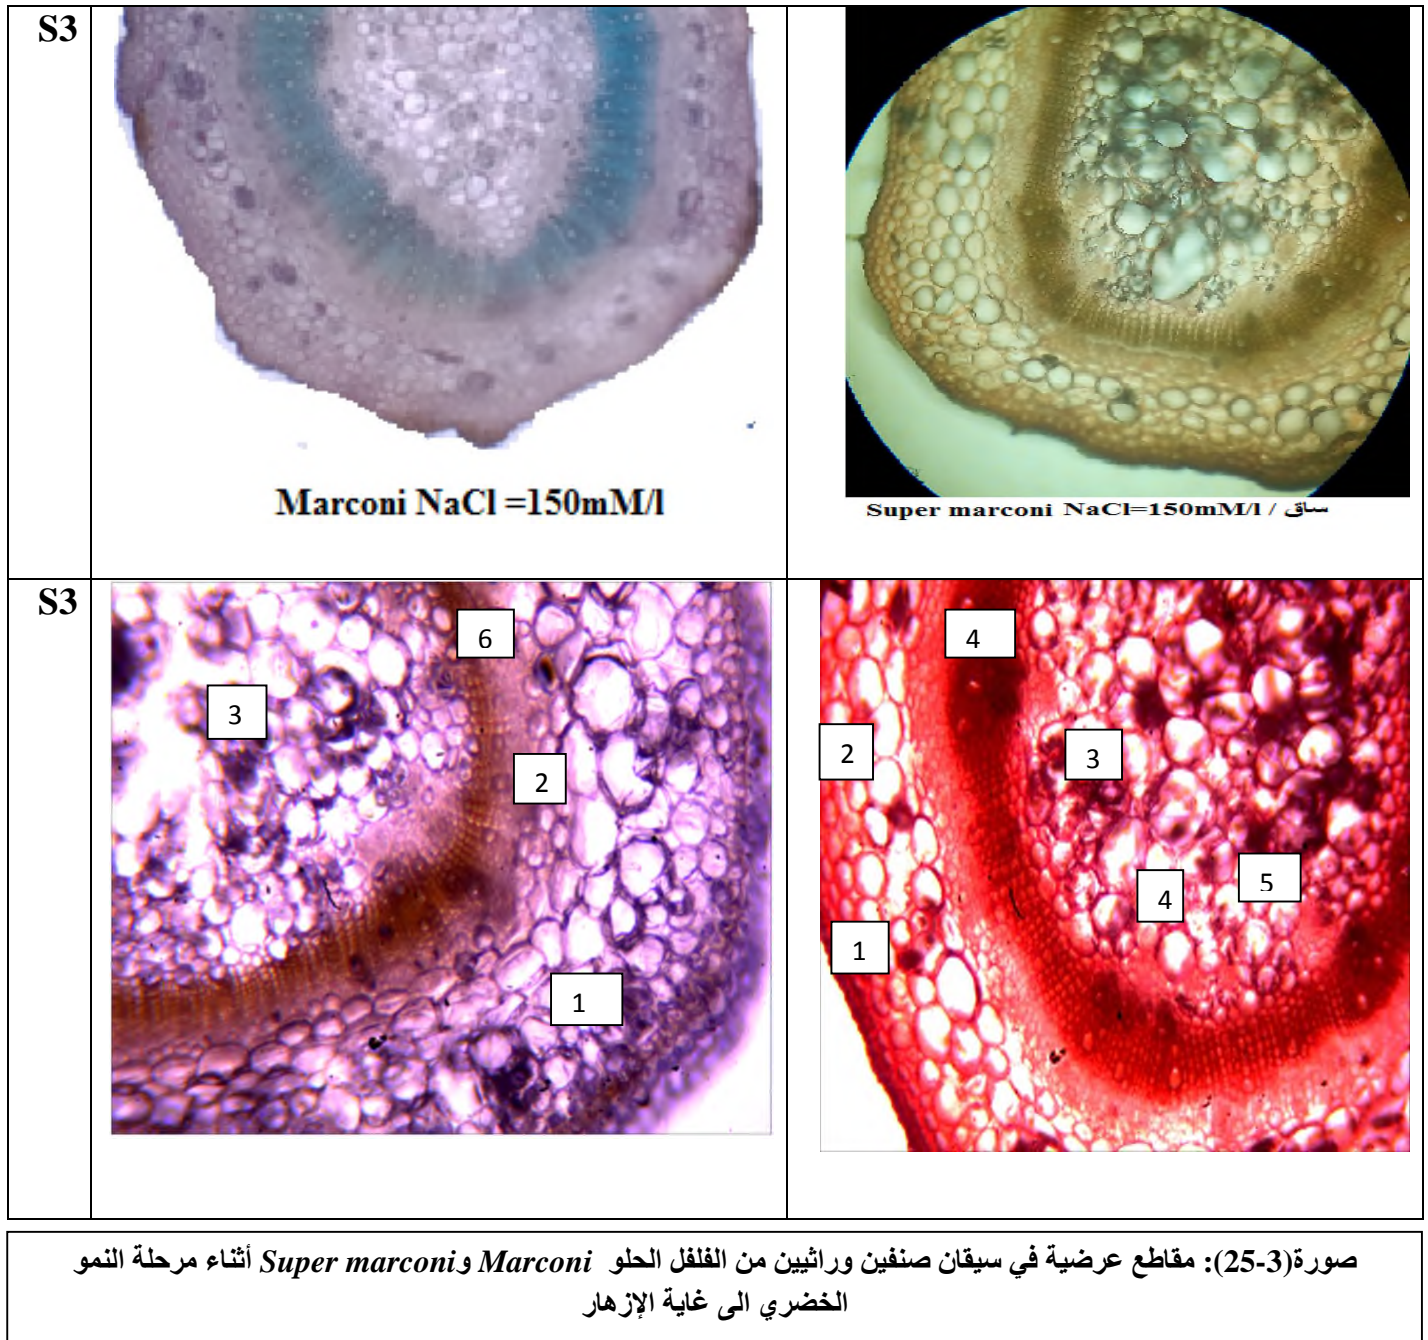 S3
Marconi NaCl =150mM/l
Super marconi NaCl=150mM/l / ساق
S3
6
3
2
1
4
2
3
5
4
1
صورة(3-25): مقاطع عرضية في سيقان صنفين وراثيين من الفلفل الحلو Marconi وSuper marconi أثناء مرحلة النمو
الخضري الى غاية الإزهار